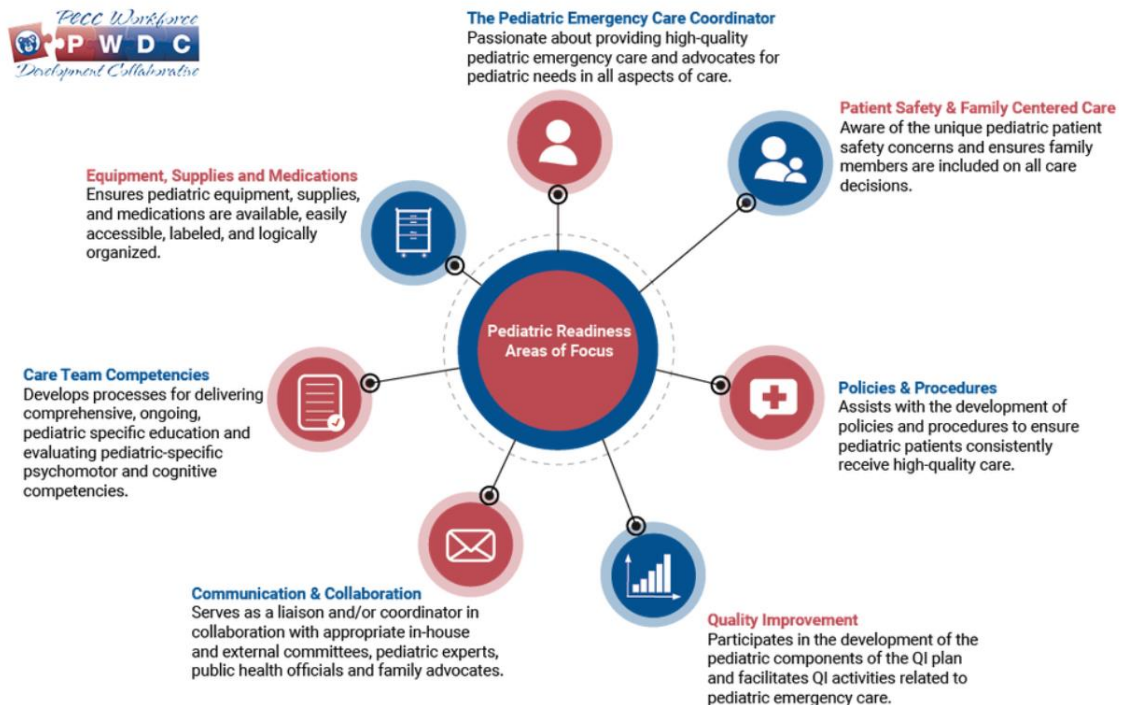 PECC Workforce
P W D C
Development Collaborative
The Pediatric Emergency Care Coordinator
Passionate about providing high-quality
pediatric emergency care and advocates for
pediatric needs in all aspects of care.
Patient Safety & Family Centered Care
Aware of the unique pediatric patient
safety concerns and ensures family
members are included on all care
decisions.
Equipment, Supplies and Medications
Ensures pediatric equipment, supplies,
and medications are available, easily
accessible, labeled, and logically
organized.
Pediatric Readiness
Areas of Focus
Care Team Competencies
Develops processes for delivering
comprehensive, ongoing,
pediatric specific education and
evaluating pediatric-specific
psychomotor and cognitive
competencies.
Policies & Procedures
Assists with the development of
policies and procedures to ensure
pediatric patients consistently
receive high-quality care.
Communication & Collaboration
Serves as a liaison and/or coordinator in
collaboration with appropriate in-house
and external committees, pediatric experts,
public health officials and family advocates.
Quality Improvement
Participates in the development of the
pediatric components of the QI plan
and facilitates QI activities related to
pediatric emergency care.